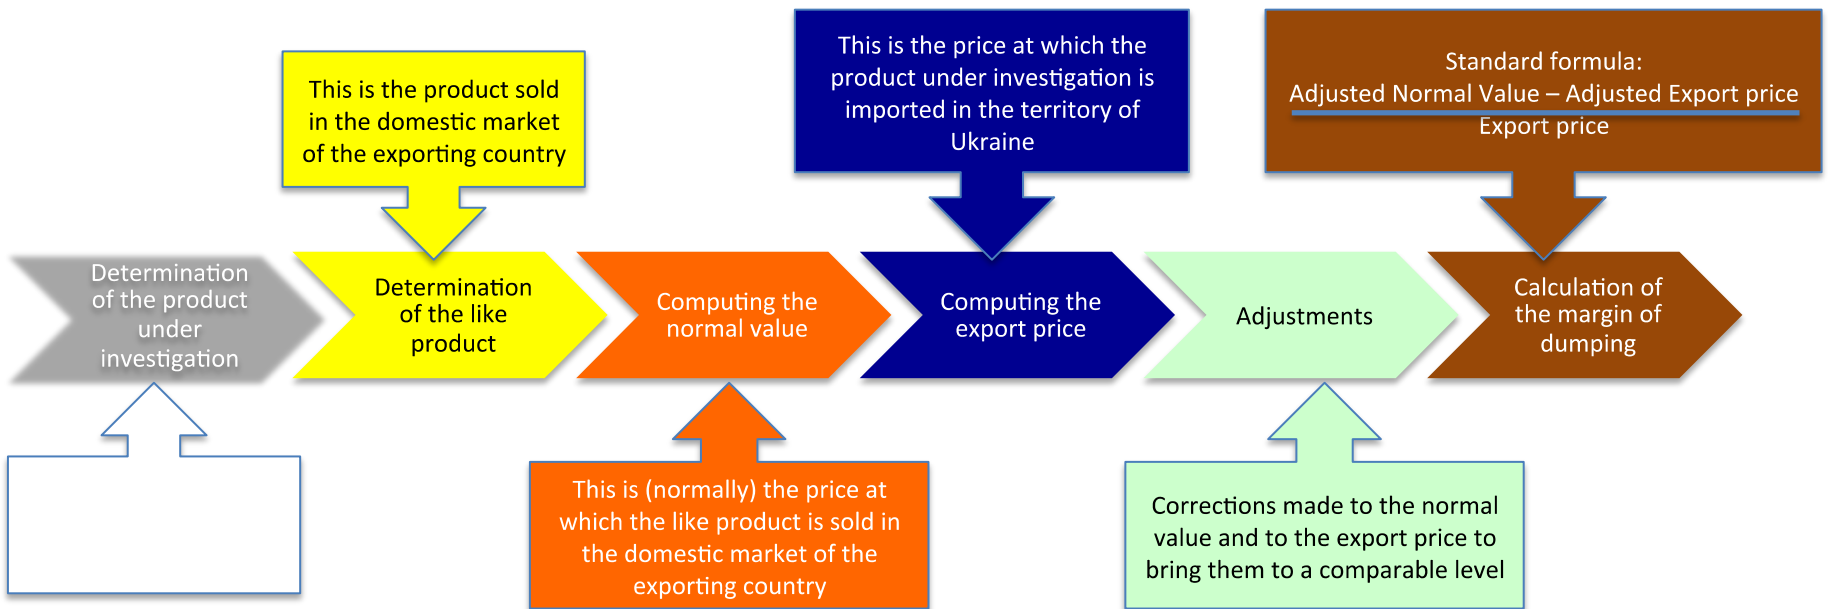 This is the product sold
in the domestic market
of the exporting country
This is the price at which the
product under investigation is
imported in the territory of
Ukraine
Standard formula:
Adjusted Normal Value – Adjusted Export price
Export price
Determination
of the product
under
investigation
Determination
of the like
product
Computing the
normal value
Computing the
export price
Adjustments
Calculation of
the margin of
dumping
This is (normally) the price at
which the like product is sold in
the domestic market of the
exporting country
Corrections made to the normal
value and to the export price to
bring them to a comparable level